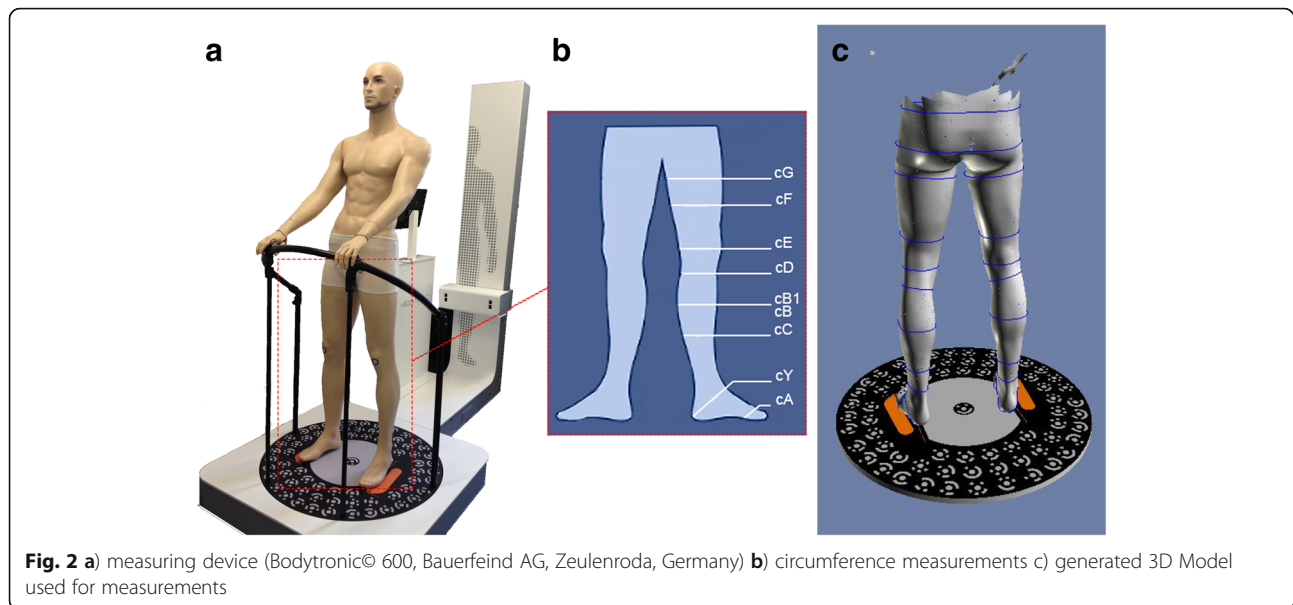 a
b
c
cG
cF
cE
cD
cB1
cB
cC
cY
cA
Fig. 2 a) measuring device (Bodytronic© 600, Bauerfeind AG, Zeulenroda, Germany) b) circumference measurements c) generated 3D Model
used for measurements